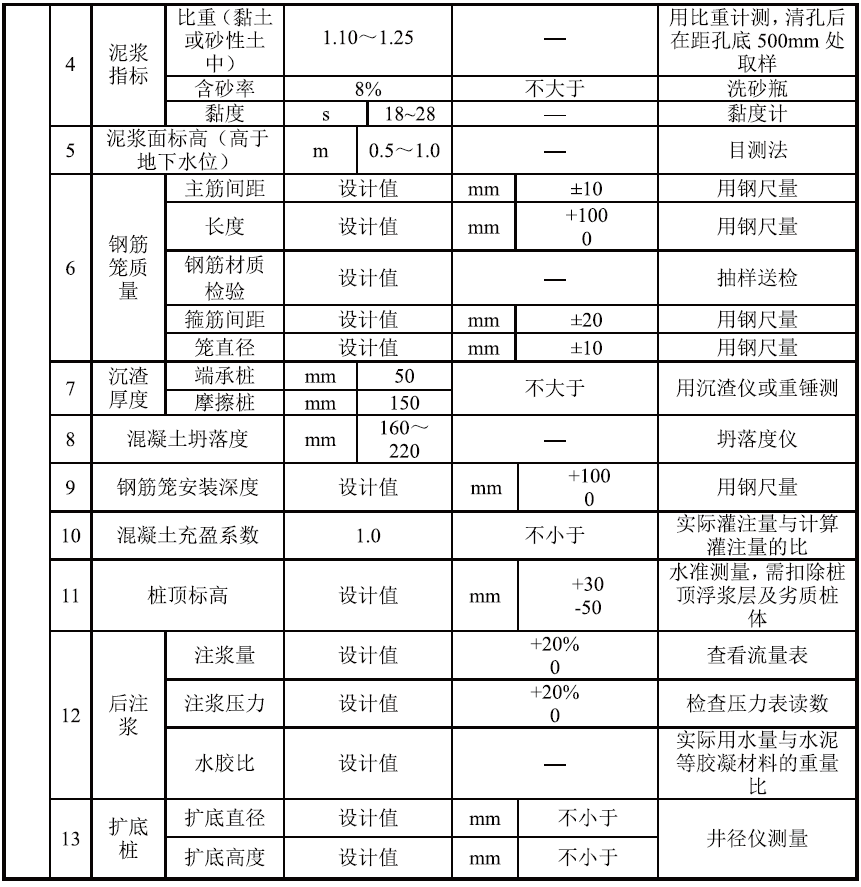 4
泥浆
指标
比重（黏土
或砂性土
中）
1.10～1.25
—
用比重计测，清孔后
在距孔底 500mm 处
取样
含砂率
8%
不大于
洗砂瓶
黏度
s
18~28
—
黏度计
5
泥浆面标高（高于
地下水位）
m
0.5～1.0
—
目测法
6
钢筋
笼质
量
主筋间距
设计值
mm
±10
用钢尺量
长度
设计值
mm
+100
0
用钢尺量
钢筋材质
检验
设计值
—
抽样送检
箍筋间距
设计值
mm
±20
用钢尺量
笼直径
设计值
mm
±10
用钢尺量
7
沉渣
厚度
端承桩
mm
50
不大于
用沉渣仪或重锤测
摩擦桩
mm
150
8
混凝土坍落度
mm
160～
220
—
坍落度仪
9
钢筋笼安装深度
设计值
mm
+100
0
用钢尺量
10
混凝土充盈系数
1.0
不小于
实际灌注量与计算
灌注量的比
11
桩顶标高
设计值
mm
+30
-50
水准测量，需扣除桩
顶浮浆层及劣质桩
体
12
后注
浆
注浆量
设计值
+20%
0
查看流量表
注浆压力
设计值
+20%
0
检查压力表读数
水胶比
设计值
—
实际用水量与水泥
等胶凝材料的重量
比
13
扩底
桩
扩底直径
设计值
mm
不小于
井径仪测量
扩底高度
设计值
mm
不小于